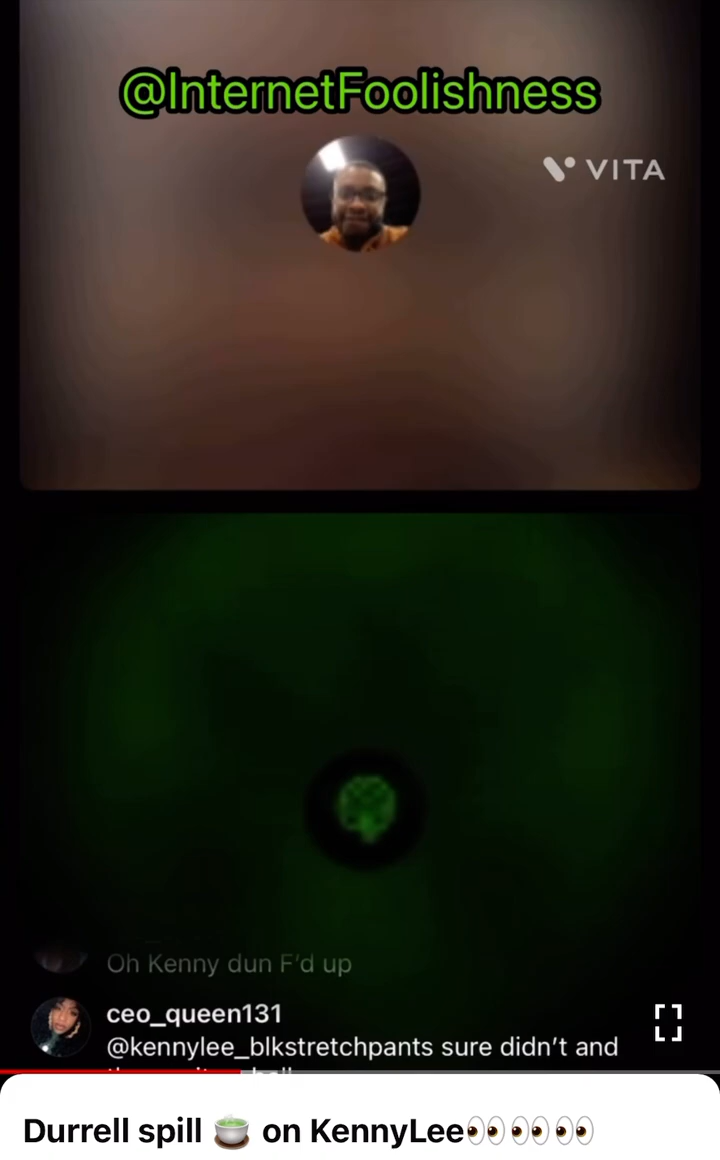 @InternetFoolishness
VITA
Oh Kenny dun F'd up
ceo_queen131
@kennylee_blkstretchpants sure didn't and
Durrell spill 🍵 on KennyLee👀👀👀